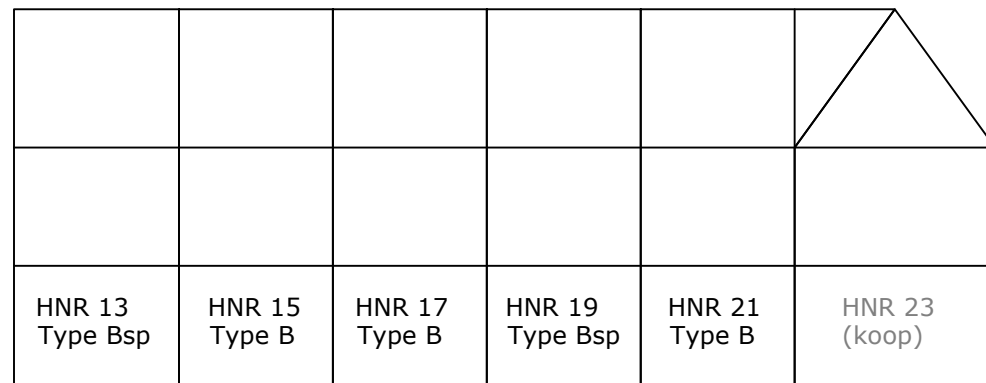 HNR 13
Type Bsp
HNR 15
Type B
HNR 17
Type B
HNR 19
Type Bsp
HNR 21
Type B
HNR 23
(koop)